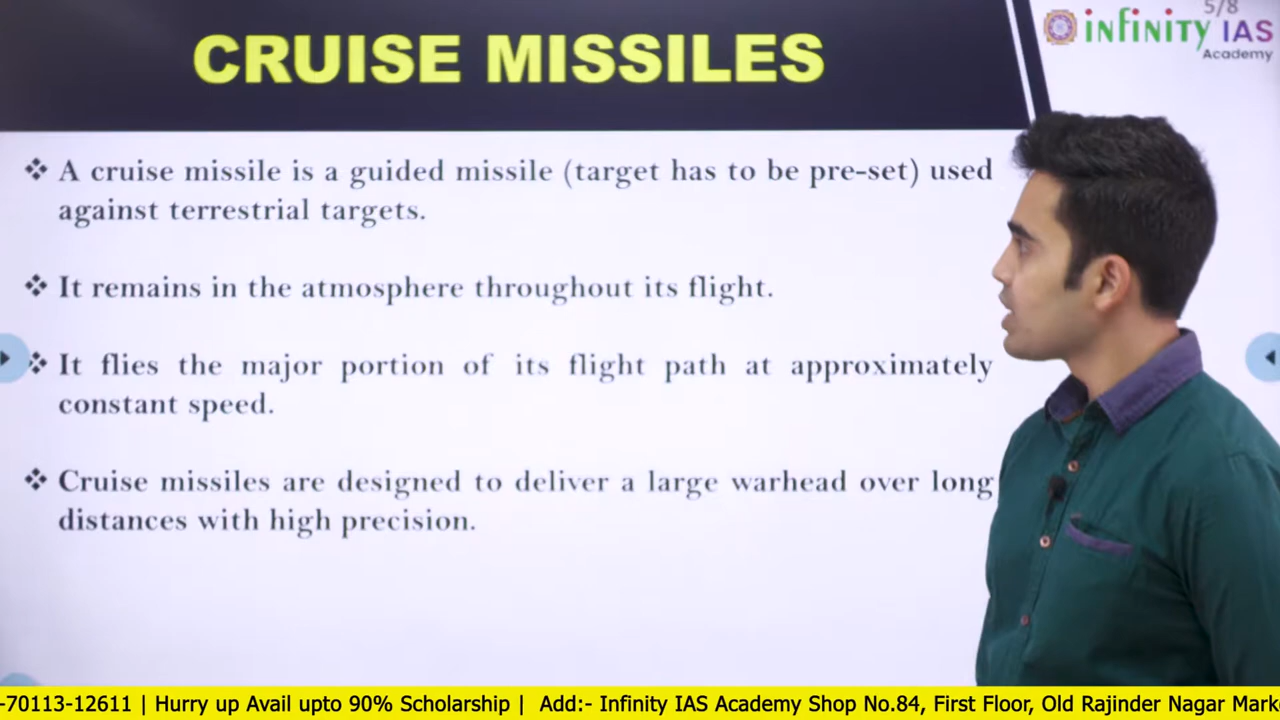 CRUISE MISSILES
5/8
infinity IAS
Academy
❖ A cruise missile is a guided missile (target has to be pre-set) used
against terrestrial targets.
❖ It remains in the atmosphere throughout its flight.
❖ It flies the major portion of its flight path at approximately
constant speed.
❖ Cruise missiles are designed to deliver a large warhead over long
distances with high precision.
-70113-12611 | Hurry up Avail upto 90% Scholarship | Add:- Infinity IAS Academy Shop No.84, First Floor, Old Rajinder Nagar Mark